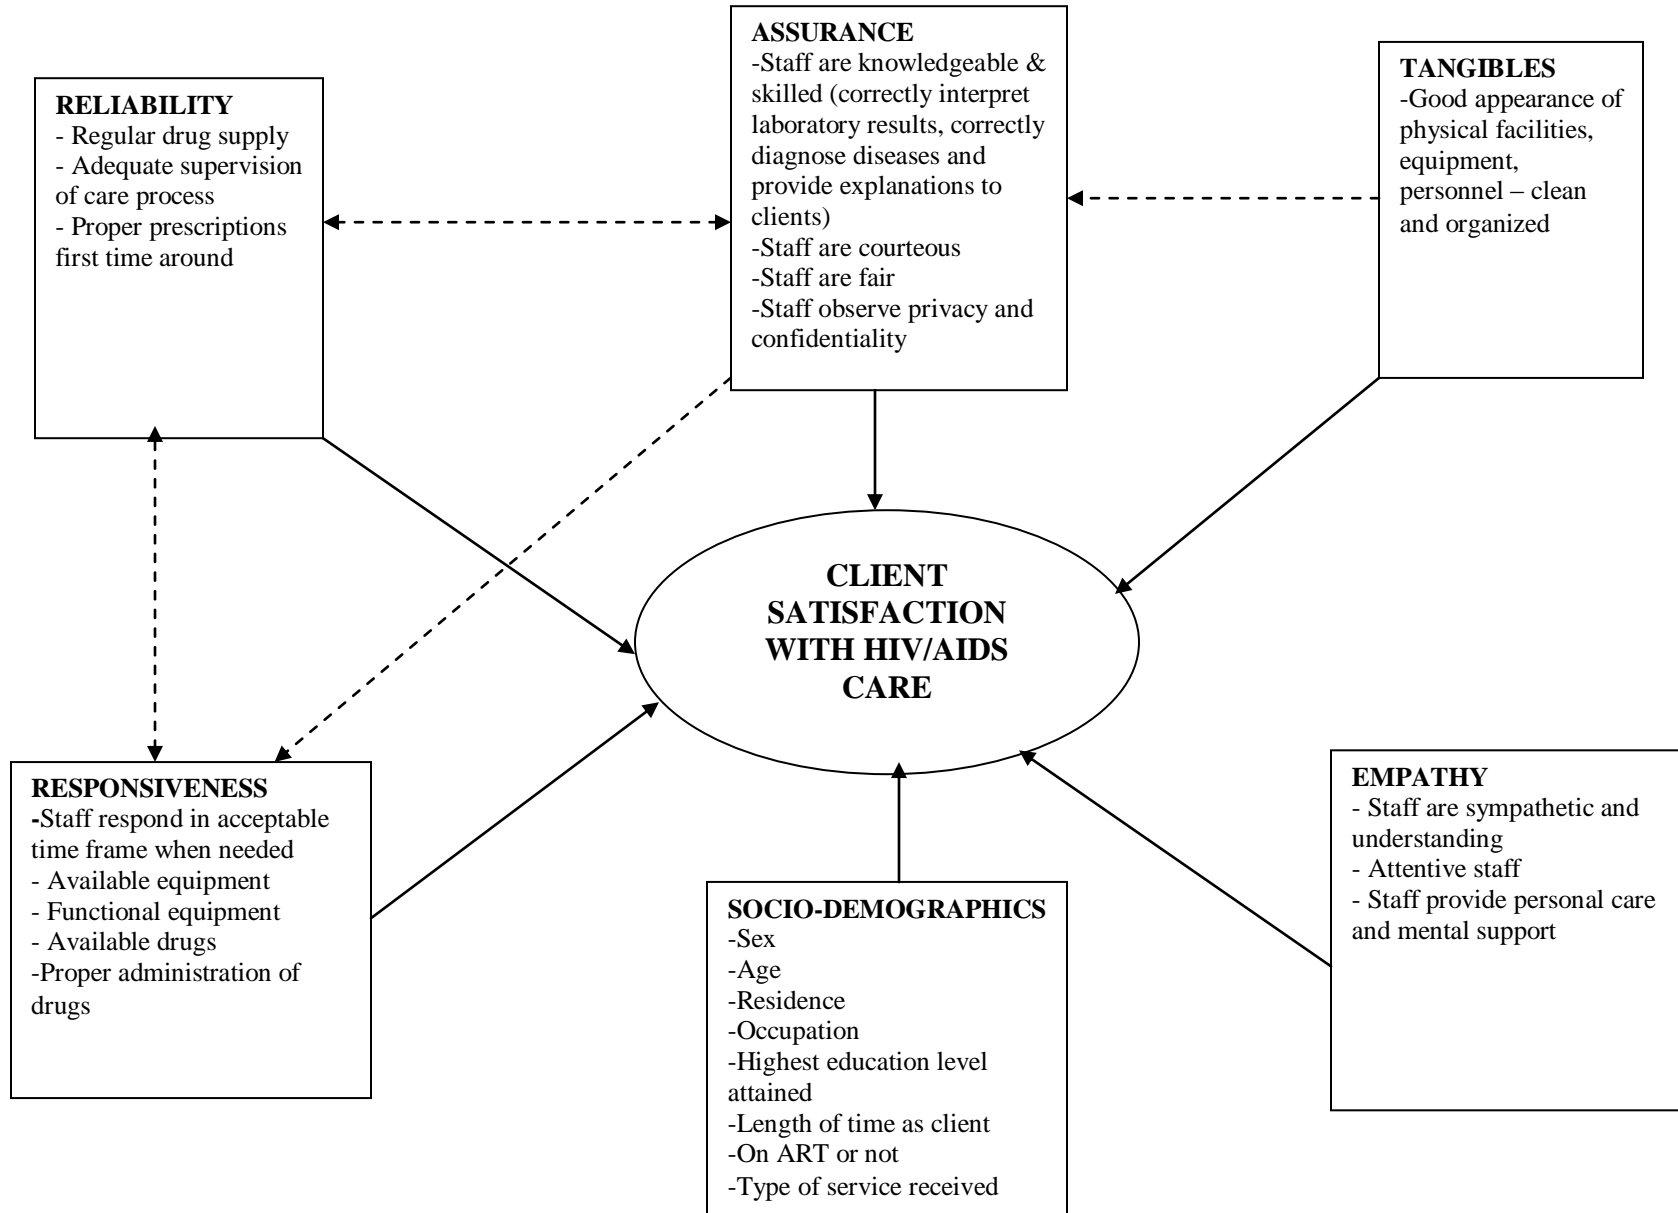 RELIABILITY
- Regular drug supply
- Adequate supervision
of care process
- Proper prescriptions
first time around
ASSURANCE
-Staff are knowledgeable &
skilled (correctly interpret
laboratory results, correctly
diagnose diseases and
provide explanations to
clients)
-Staff are courteous
-Staff are fair
-Staff observe privacy and
confidentiality
TANGIBLES
-Good appearance of
physical facilities,
equipment,
personnel – clean
and organized
CLIENT
SATISFACTION
WITH HIV/AIDS
CARE
RESPONSIVENESS
-Staff respond in acceptable
time frame when needed
- Available equipment
- Functional equipment
- Available drugs
-Proper administration of
drugs
SOCIO-DEMOGRAPHICS
-Sex
-Age
-Residence
-Occupation
-Highest education level
attained
-Length of time as client
-On ART or not
-Type of service received
EMPATHY
- Staff are sympathetic and
understanding
- Attentive staff
- Staff provide personal care
and mental support